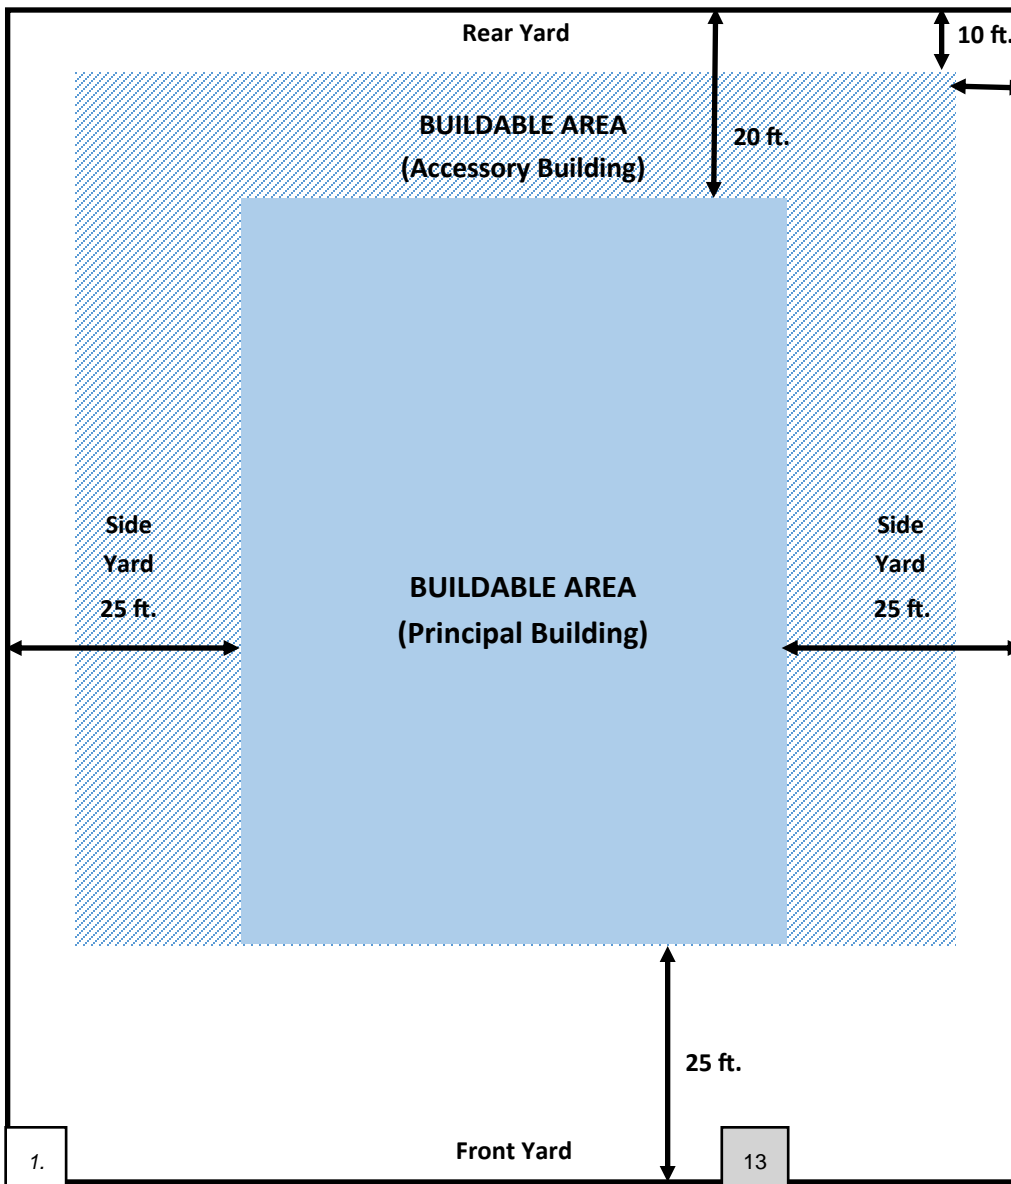 Rear Yard
10 ft.
BUILDABLE AREA
(Accessory Building)
20 ft.
Side
Yard
25 ft.
Side
Yard
25 ft.
BUILDABLE AREA
(Principal Building)
25 ft.
Front Yard
1.
13